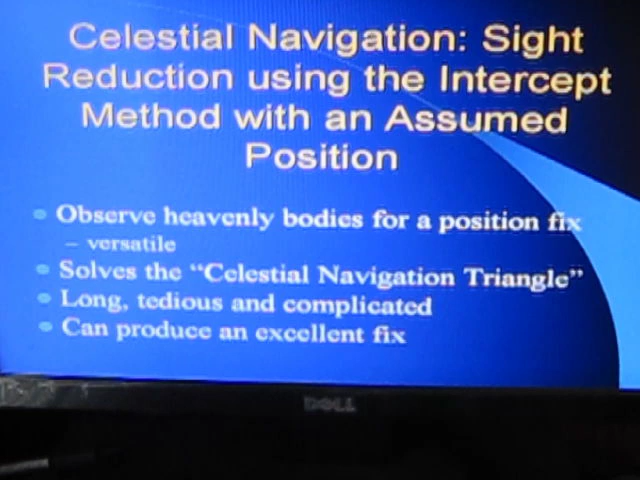 Celestial Navigation: Sight
Reduction using the Intercept
Method with an Assumed
Position
Observe heavenly bodies for a position fix
– versatile
Solves the “Celestial Navigation Triangle”
Long, tedious and complicated
Can produce an excellent fix
DELL